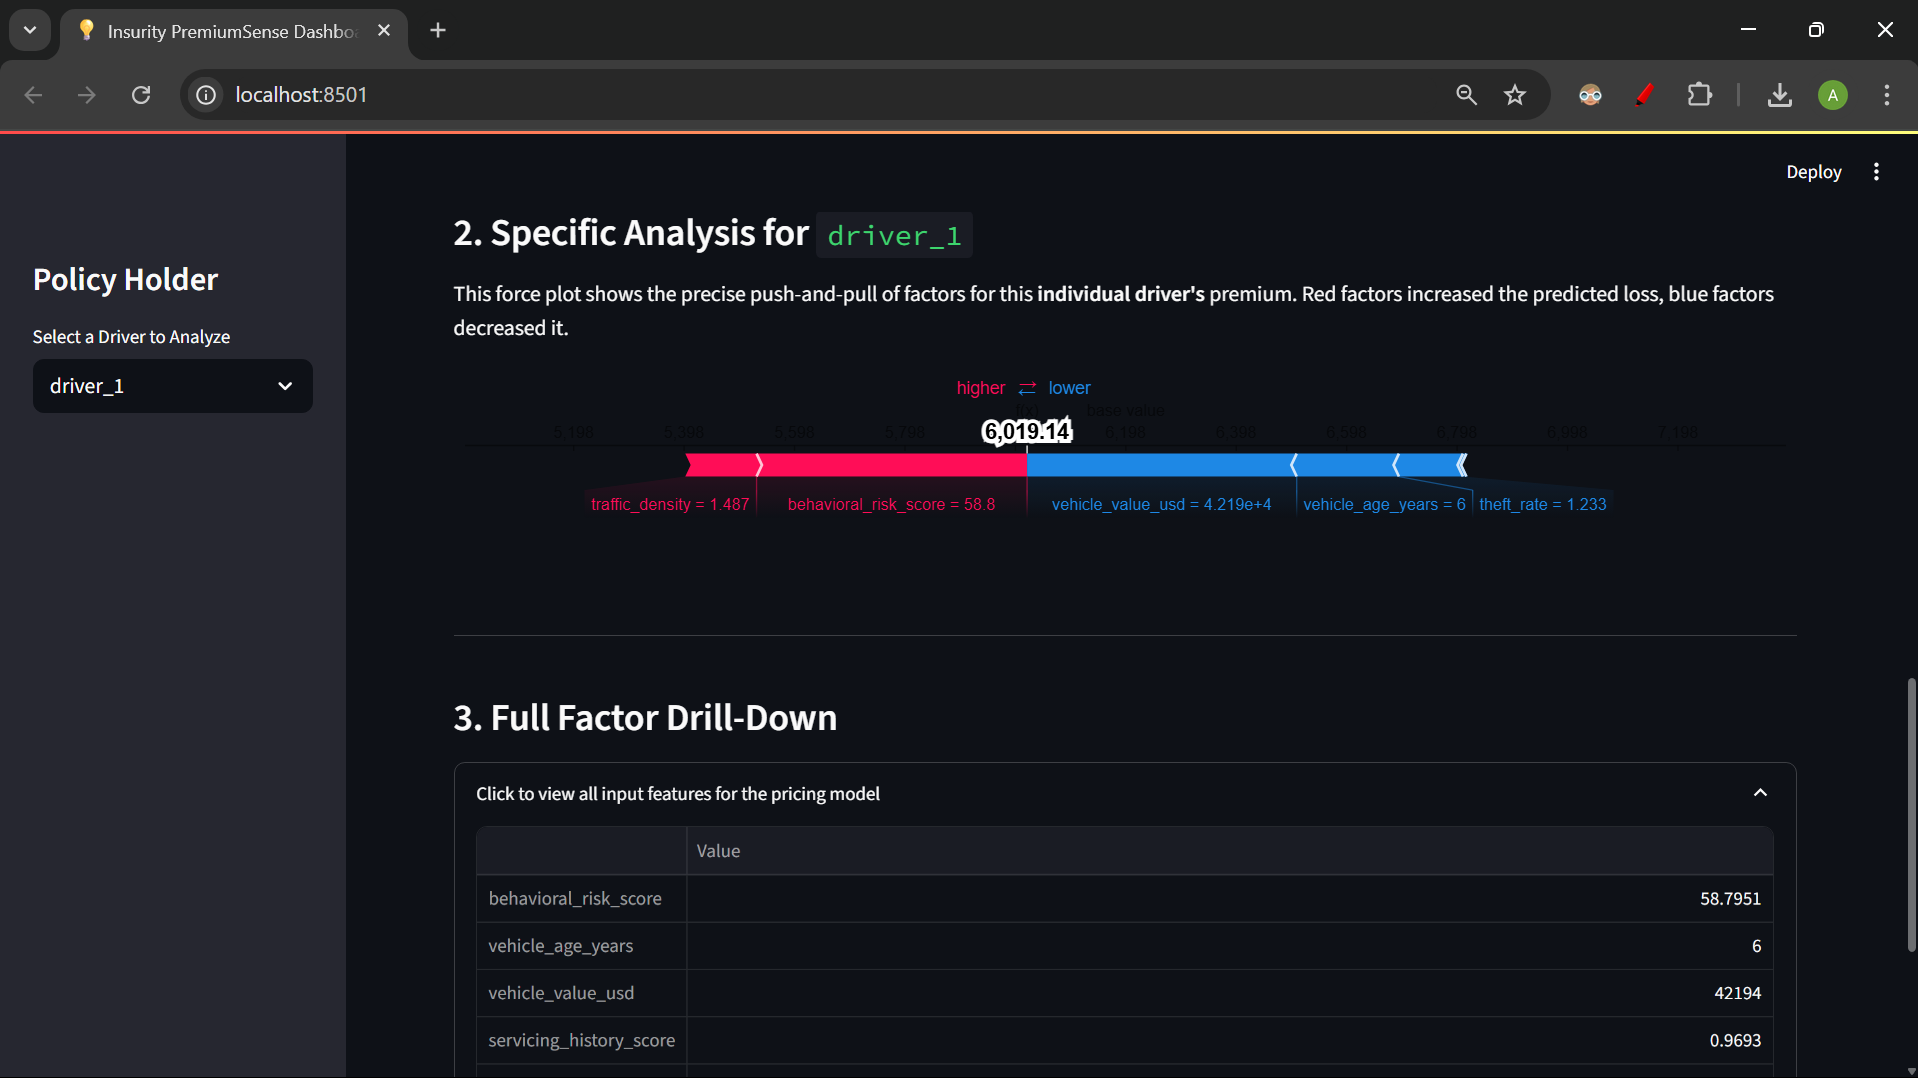 Insurity PremiumSense Dashboa
localhost:8501
A
Deploy
Policy Holder
Select a Driver to Analyze
driver_1
2. Specific Analysis for driver_1
This force plot shows the precise push-and-pull of factors for this individual driver's premium. Red factors increased the predicted loss, blue factors
decreased it.
higher ⇄ lower
f(x) base value
5,198 5,398 5,598 5,798 6,019.14 6,198 6,398 6,598 6,798 6,998 7,198
traffic_density = 1.487 behavioral_risk_score = 58.8 vehicle_value_usd = 4.219e+4 vehicle_age_years = 6 theft_rate = 1.233
3. Full Factor Drill-Down
Click to view all input features for the pricing model
Value
behavioral_risk_score 58.7951
vehicle_age_years 6
vehicle_value_usd 42194
servicing_history_score 0.9693